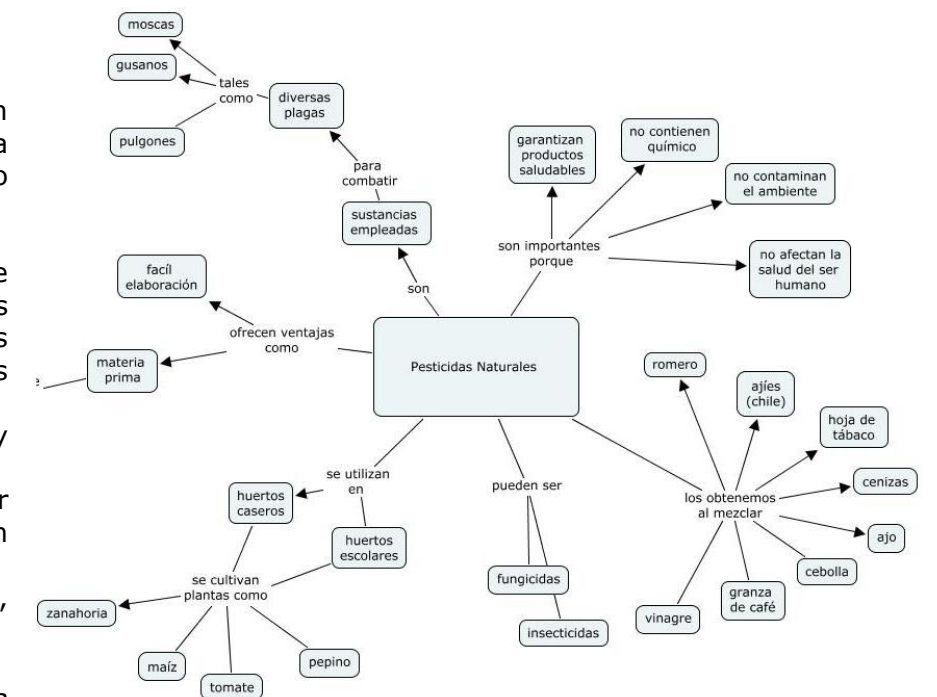 moscas
gusanos
pulgones
tales
como
diversas
plagas
para
combatir
sustancias
empleadas
son
garantizan
productos
saludables
no contienen
químico
no contaminan
el ambiente
no afectan la
salud del ser
humano
son importantes
porque
facíl
elaboración
ofrecen ventajas
como
materia
prima
Pesticidas Naturales
romero
ajíes
(chile)
hoja de
tábaco
cenizas
ajo
cebolla
granza
de café
vinagre
los obtenemos
al mezclar
pueden ser
fungicidas
insecticidas
se utilizan
en
huertos
caseros
huertos
escolares
se cultivan
plantas como
zanahoria
maíz
tomate
pepino